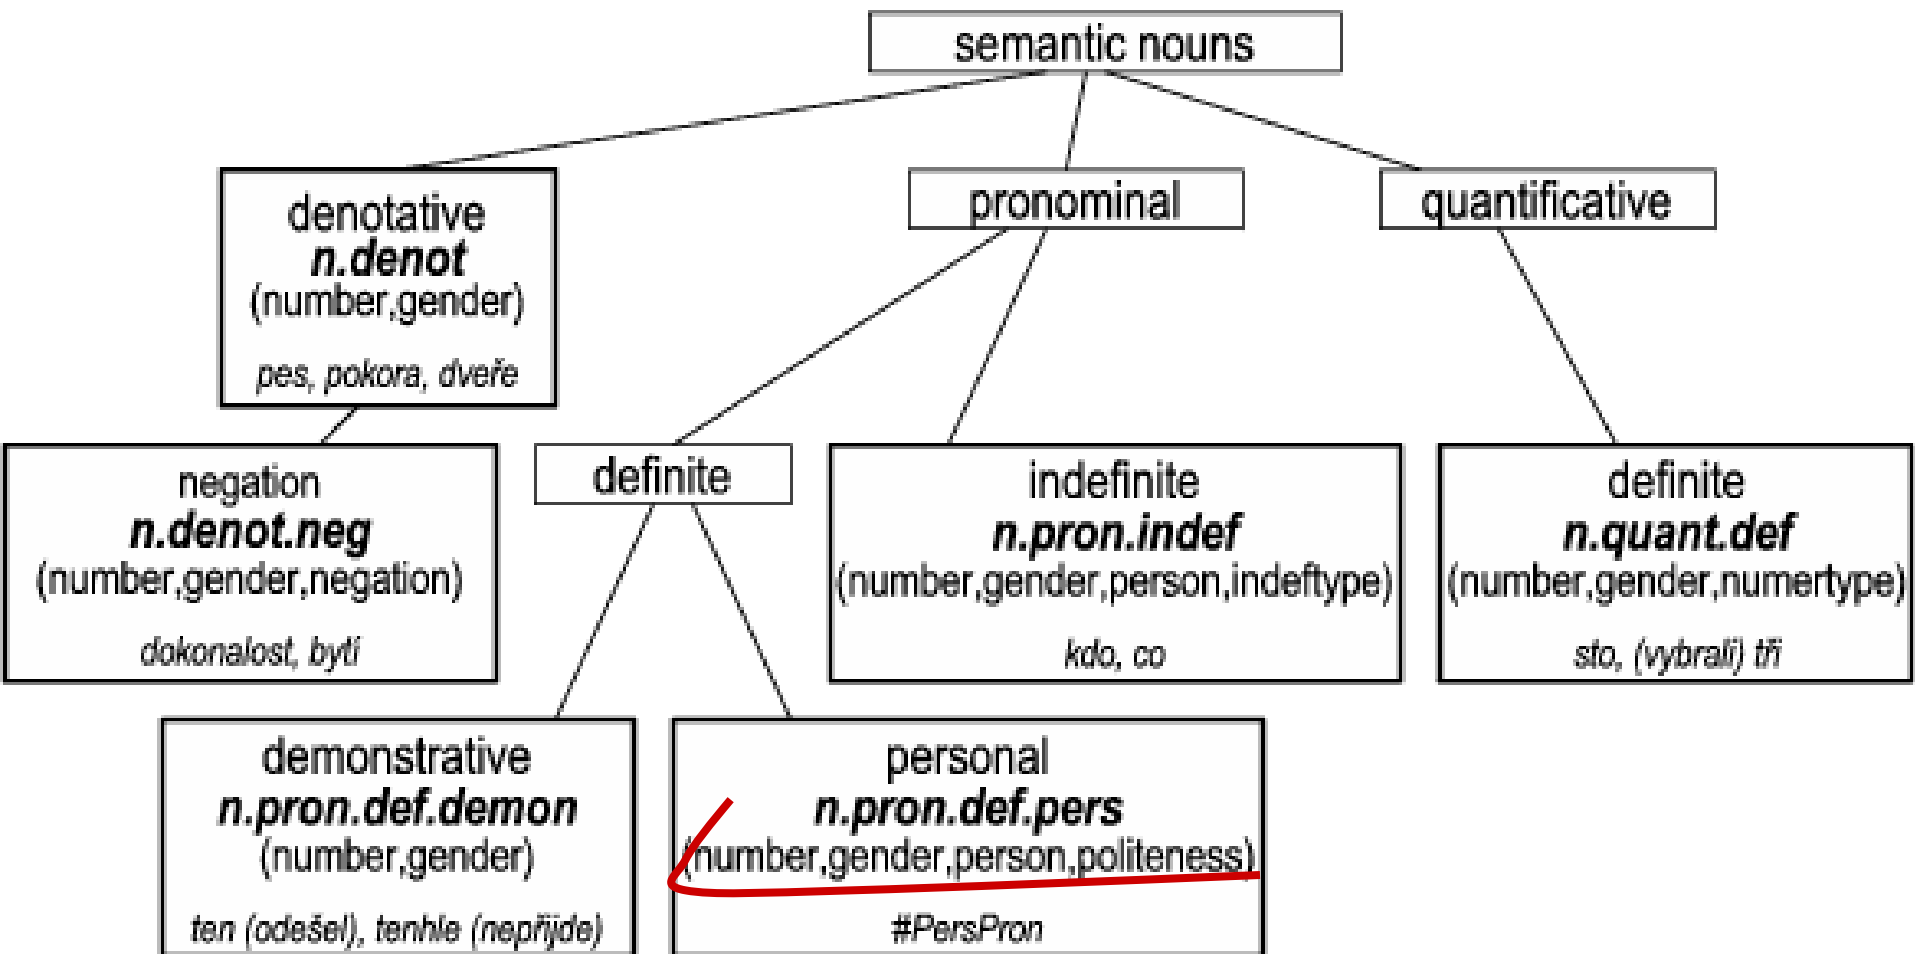 semantic nouns
denotative
n.denot
(number,gender)
pes, pokora, dveře
pronominal
quantificative
negation
n.denot.neg
(number,gender,negation)
dokonalost, bytí
definite
indefinite
n.pron.indef
(number,gender,person,indeftype)
kdo, co
definite
n.quant.def
(number,gender,numertype)
sto, (vybrali) tři
demonstrative
n.pron.def.demon
(number,gender)
ten (odešel), tenhle (nepřijde)
personal
n.pron.def.pers
(number,gender,person,politeness)
#PersPron